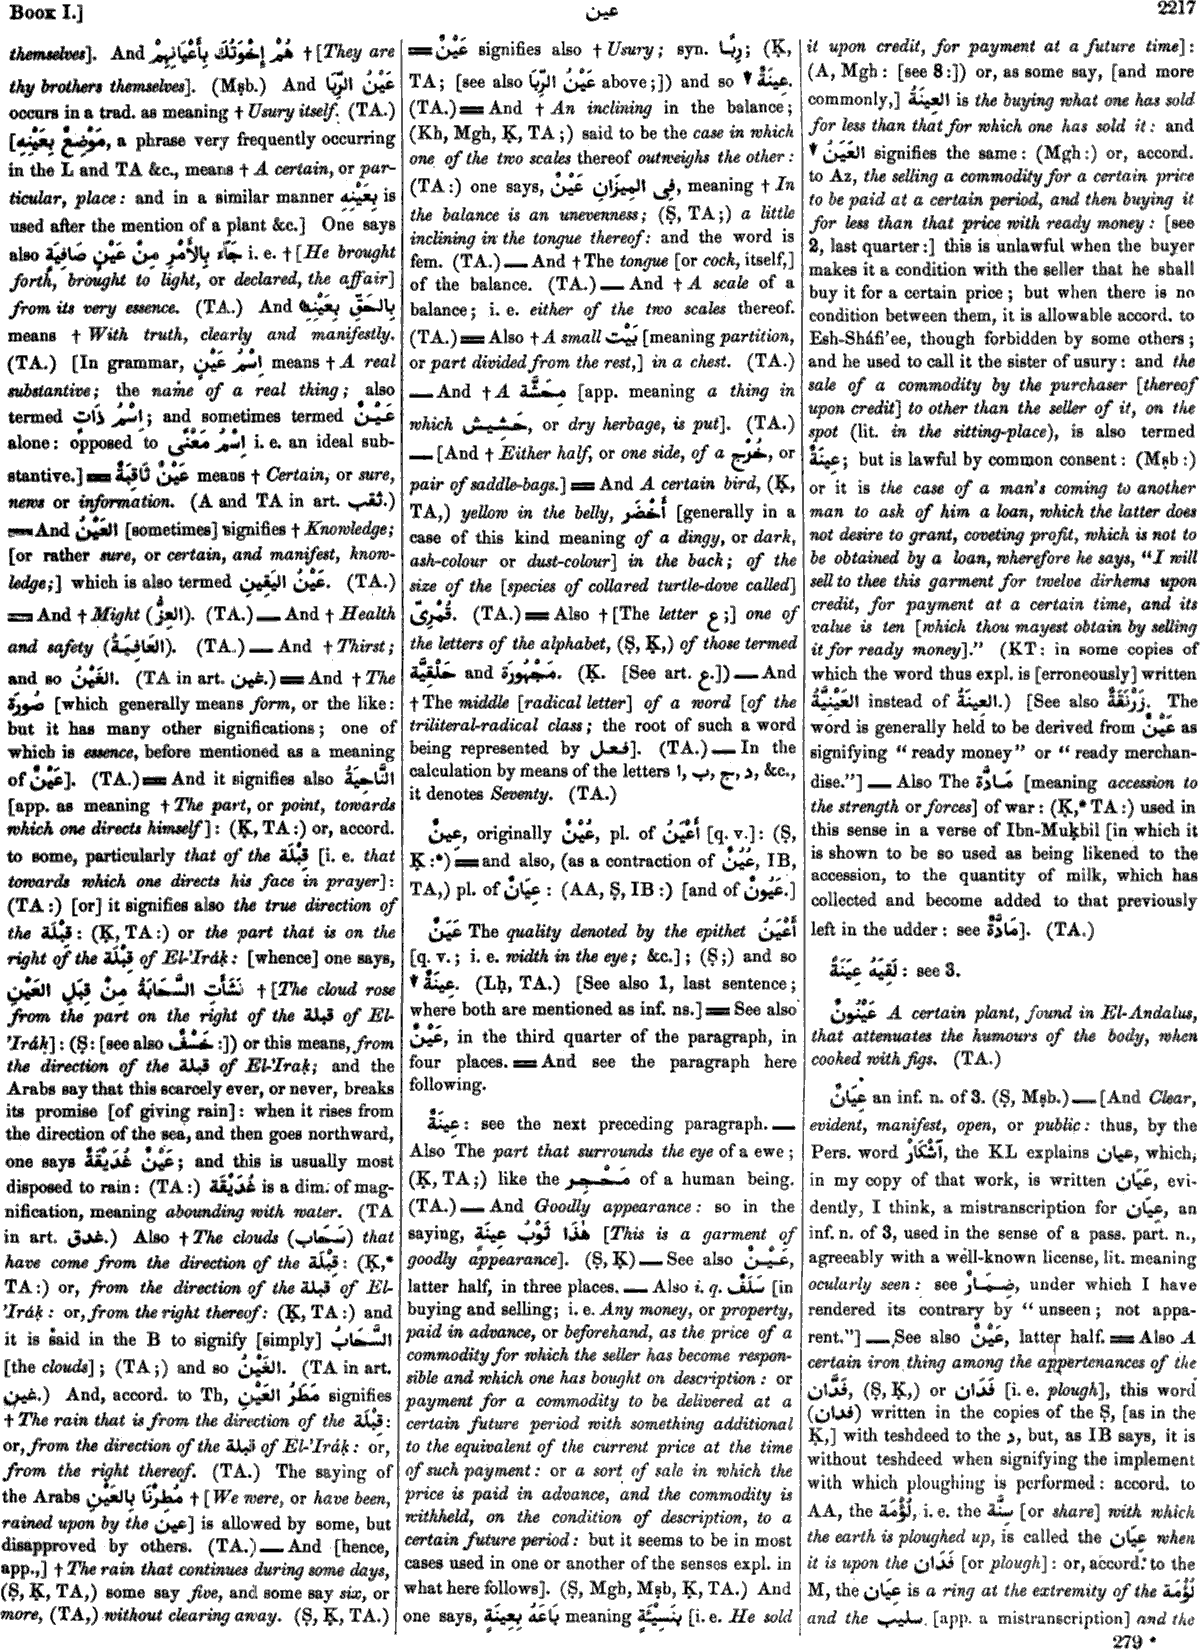 Book I.]
عين
2217
themselves]. And هُمْ إِخْوَتُكَ بِأَعْيَانِهِمْ † [They are
thy brothers themselves]. (Mṣb.) And عَيْنُ الرِّبَا
occurs in a trad. as meaning † Usury itself. (TA.)
[مَوْضِعٌ بِعَيْنِهِ, a phrase very frequently occurring
in the L and TA &c., means † A certain, or par-
ticular, place: and in a similar manner بِعَيْنِهِ is
used after the mention of a plant &c.] One says
also جَآءَ بِالأَمْرِ مِنْ عَيْنٍ صَافِيَةٍ i. e. † [He brought
forth, brought to light, or declared, the affair]
from its very essence. (TA.) And بِالحَقِّ بِعَيْنِهِ
means † With truth, clearly and manifestly.
(TA.) [In grammar, اِسْمُ عَيْنٍ means † A real
substantive; the name of a real thing; also
termed اِسْمُ ذَاتٍ; and sometimes termed عَيْنٌ
alone: opposed to اِسْمُ مَعْنًى i. e. an ideal sub-
stantive.] ＝ عَيْنٌ ثَاقِبَةٌ means † Certain, or sure,
news or information. (A and TA in art. ثقب.)
＝ And العَيْنُ [sometimes] signifies † Knowledge;
[or rather sure, or certain, and manifest, know-
ledge;] which is also termed عَيْنُ اليَقِينِ. (TA.)
＝ And † Might (العِزُّ). (TA.) — And † Health
and safety (العَافِيَةُ). (TA.) — And † Thirst;
and so الغَيْنُ. (TA in art. غين.) ＝ And † The
صُورَة [which generally means form, or the like:
but it has many other significations; one of
which is essence, before mentioned as a meaning
of عَيْنٌ]. (TA.) ＝ And it signifies also النَّاحِيَةُ
[app. as meaning † The part, or point, towards
which one directs himself]: (Ḳ, TA:) or, accord.
to some, particularly that of the قِبْلَة [i. e. that
towards which one directs his face in prayer]:
(TA:) [or] it signifies also the true direction of
the قِبْلَة: (Ḳ, TA:) or the part that is on the
right of the قِبْلَة of El-'Iráḳ: [whence] one says,
نَشَأَتِ السَّحَابَةُ مِنْ قِبَلِ العَيْنِ † [The cloud rose
from the part on the right of the قبلة of El-
'Iráḳ]: (Ṣ: [see also خَسْفٌ:]) or this means, from
the direction of the قبلة of El-'Iraḳ; and the
Arabs say that this scarcely ever, or never, breaks
its promise [of giving rain]: when it rises from
the direction of the sea, and then goes northward,
one says عَيْنٌ غُدَيْقَةٌ; and this is usually most
disposed to rain: (TA:) غُدَيْقَة is a dim. of mag-
nification, meaning abounding with water. (TA
in art. غدق.) Also † The clouds (سَحَاب) that
have come from the direction of the قِبْلَة: (Ḳ,*
TA:) or, from the direction of the قبلة of El-
'Iráḳ: or, from the right thereof: (Ḳ, TA:) and
it is said in the B to signify [simply] السَّحَابُ
[the clouds]; (TA;) and so الغَيْنُ. (TA in art.
غين.) And, accord. to Th, مَطَرُ العَيْنِ signifies
† The rain that is from the direction of the قِبْلَة:
or, from the direction of the قبلة of El-'Iráḳ: or,
from the right thereof. (TA.) The saying of
the Arabs مُطِرْنَا بِالعَيْنِ † [We were, or have been,
rained upon by the عين] is allowed by some, but
disapproved by others. (TA.) — And [hence,
app.,] † The rain that continues during some days,
(Ṣ, Ḳ, TA,) some say five, and some say six, or
more, (TA,) without clearing away. (Ṣ, Ḳ, TA.)
＝ عَيْنٌ signifies also † Usury; syn. رِبًا; (Ḳ,
TA; [see also عَيْنُ الرِّبَا above;]) and so ▼ عِينَةٌ.
(TA.) ＝ And † An inclining in the balance;
(Kh, Mgh, Ḳ, TA;) said to be the case in which
one of the two scales thereof outweighs the other:
(TA:) one says, فِى المِيزَانِ عَيْنٌ, meaning † In
the balance is an unevenness; (Ṣ, TA;) a little
inclining in the tongue thereof: and the word is
fem. (TA.) — And † The tongue [or cock, itself,]
of the balance. (TA.) — And † A scale of a
balance; i. e. either of the two scales thereof.
(TA.) ＝ Also † A small بَيْت [meaning partition,
or part divided from the rest,] in a chest. (TA.)
— And † A مِحَشَّة [app. meaning a thing in
which حَشِيش, or dry herbage, is put]. (TA.)
— [And † Either half, or one side, of a خُرْج, or
pair of saddle-bags.] ＝ And A certain bird, (Ḳ,
TA,) yellow in the belly, أَخْضَر [generally in a
case of this kind meaning of a dingy, or dark,
ash-colour or dust-colour] in the back; of the
size of the [species of collared turtle-dove called]
قُمْرِىّ. (TA.) ＝ Also † [The letter ع;] one of
the letters of the alphabet, (Ṣ, Ḳ,) of those termed
حَلْقِيَّة and مَجْهُورَة. (Ḳ. [See art. ع.]) — And
† The middle [radical letter] of a word [of the
triliteral-radical class; the root of such a word
being represented by فعل]. (TA.) — In the
calculation by means of the letters ا, ب, ج, د, &c.,
it denotes Seventy. (TA.)
عِينٌ, originally عُيْنٌ, pl. of أَعْيَنُ [q. v.]: (Ṣ,
Ḳ:*) ＝ and also, (as a contraction of عُيُنٌ, IB,
TA,) pl. of عِيَانٌ: (AA, Ṣ, IB:) [and of عَيُونٌ.]
عَيَنٌ The quality denoted by the epithet أَعْيَنُ
[q. v.; i. e. width in the eye; &c.]; (Ṣ;) and so
▼ عِينَةٌ. (Lḥ, TA.) [See also 1, last sentence;
where both are mentioned as inf. ns.] ＝ See also
عَيْنٌ, in the third quarter of the paragraph, in
four places. ＝ And see the paragraph here
following.
عِينَةٌ: see the next preceding paragraph. —
Also The part that surrounds the eye of a ewe;
(Ḳ, TA;) like the مَحْجِر of a human being.
(TA.) — And Goodly appearance: so in the
saying, هٰذَا ثَوْبُ عِينَةٍ [This is a garment of
goodly appearance]. (Ṣ, Ḳ) — See also عَيْنٌ,
latter half, in three places. — Also i. q. سَلَفٌ [in
buying and selling; i. e. Any money, or property,
paid in advance, or beforehand, as the price of a
commodity for which the seller has become respon-
sible and which one has bought on description: or
payment for a commodity to be delivered at a
certain future period with something additional
to the equivalent of the current price at the time
of such payment: or a sort of sale in which the
price is paid in advance, and the commodity is
withheld, on the condition of description, to a
certain future period: but it seems to be in most
cases used in one or another of the senses expl. in
what here follows]. (Ṣ, Mgh, Mṣb, Ḳ, TA.) And
one says, بَاعَهُ بِعِينَةٍ meaning بِنَسِيْئَةٍ [i. e. He sold
it upon credit, for payment at a future time]:
(A, Mgh: [see 8:]) or, as some say, [and more
commonly,] العِينَةُ is the buying what one has sold
for less than that for which one has sold it: and
▼ العَيَنُ signifies the same: (Mgh:) or, accord.
to Az, the selling a commodity for a certain price
to be paid at a certain period, and then buying it
for less than that price with ready money: [see
2, last quarter:] this is unlawful when the buyer
makes it a condition with the seller that he shall
buy it for a certain price; but when there is no
condition between them, it is allowable accord. to
Esh-Sháfi'ee, though forbidden by some others;
and he used to call it the sister of usury: and the
sale of a commodity by the purchaser [thereof
upon credit] to other than the seller of it, on the
spot (lit. in the sitting-place), is also termed
عِينَةٌ; but is lawful by common consent: (Mṣb:)
or it is the case of a man's coming to another
man to ask of him a loan, which the latter does
not desire to grant, coveting profit, which is not to
be obtained by a loan, wherefore he says, "I will
sell to thee this garment for twelve dirhems upon
credit, for payment at a certain time, and its
value is ten [which thou mayest obtain by selling
it for ready money]." (KT: in some copies of
which the word thus expl. is [erroneously] written
العَيْنِيَّةُ instead of العِينَةُ.) [See also زَرْنَقَةٌ. The
word is generally held to be derived from عَيْنٌ as
signifying "ready money" or "ready merchan-
dise."] — Also The مَادَّة [meaning accession to
the strength or forces] of war: (Ḳ,* TA:) used in
this sense in a verse of Ibn-Muḳbil [in which it
is shown to be so used as being likened to the
accession, to the quantity of milk, which has
collected and become added to that previously
left in the udder: see مَادَّةٌ]. (TA.)
لَقِيَهُ عِيَنَةً: see 3.
عَيْنُونٌ A certain plant, found in El-Andalus,
that attenuates the humours of the body, when
cooked with figs. (TA.)
عِيَانٌ an inf. n. of 3. (Ṣ, Mṣb.) — [And Clear,
evident, manifest, open, or public: thus, by the
Pers. word آشْكَارْ, the KL explains عيان, which,
in my copy of that work, is written عَيَان, evi-
dently, I think, a mistranscription for عِيَان, an
inf. n. of 3, used in the sense of a pass. part. n.,
agreeably with a well-known license, lit. meaning
ocularly seen: see ضِمَارٌ, under which I have
rendered its contrary by "unseen; not appa-
rent."] — See also عَيْنٌ, latter half. ＝ Also A
certain iron thing among the appertenances of the
فَدَّان, (Ṣ, Ḳ,) or فَدَان [i. e. plough], this word
(فدان) written in the copies of the Ṣ, [as in the
Ḳ,] with teshdeed to the د, but, as IB says, it is
without teshdeed when signifying the implement
with which ploughing is performed: accord. to
AA, the لُؤْمَة, i. e. the سِنَّة [or share] with which
the earth is ploughed up, is called the عِيَان when
it is upon the فَدَان [or plough]: or, accord. to the
M, the عِيَان is a ring at the extremity of the لُؤْمَة
and the سليب [app. a mistranscription] and the
279 *